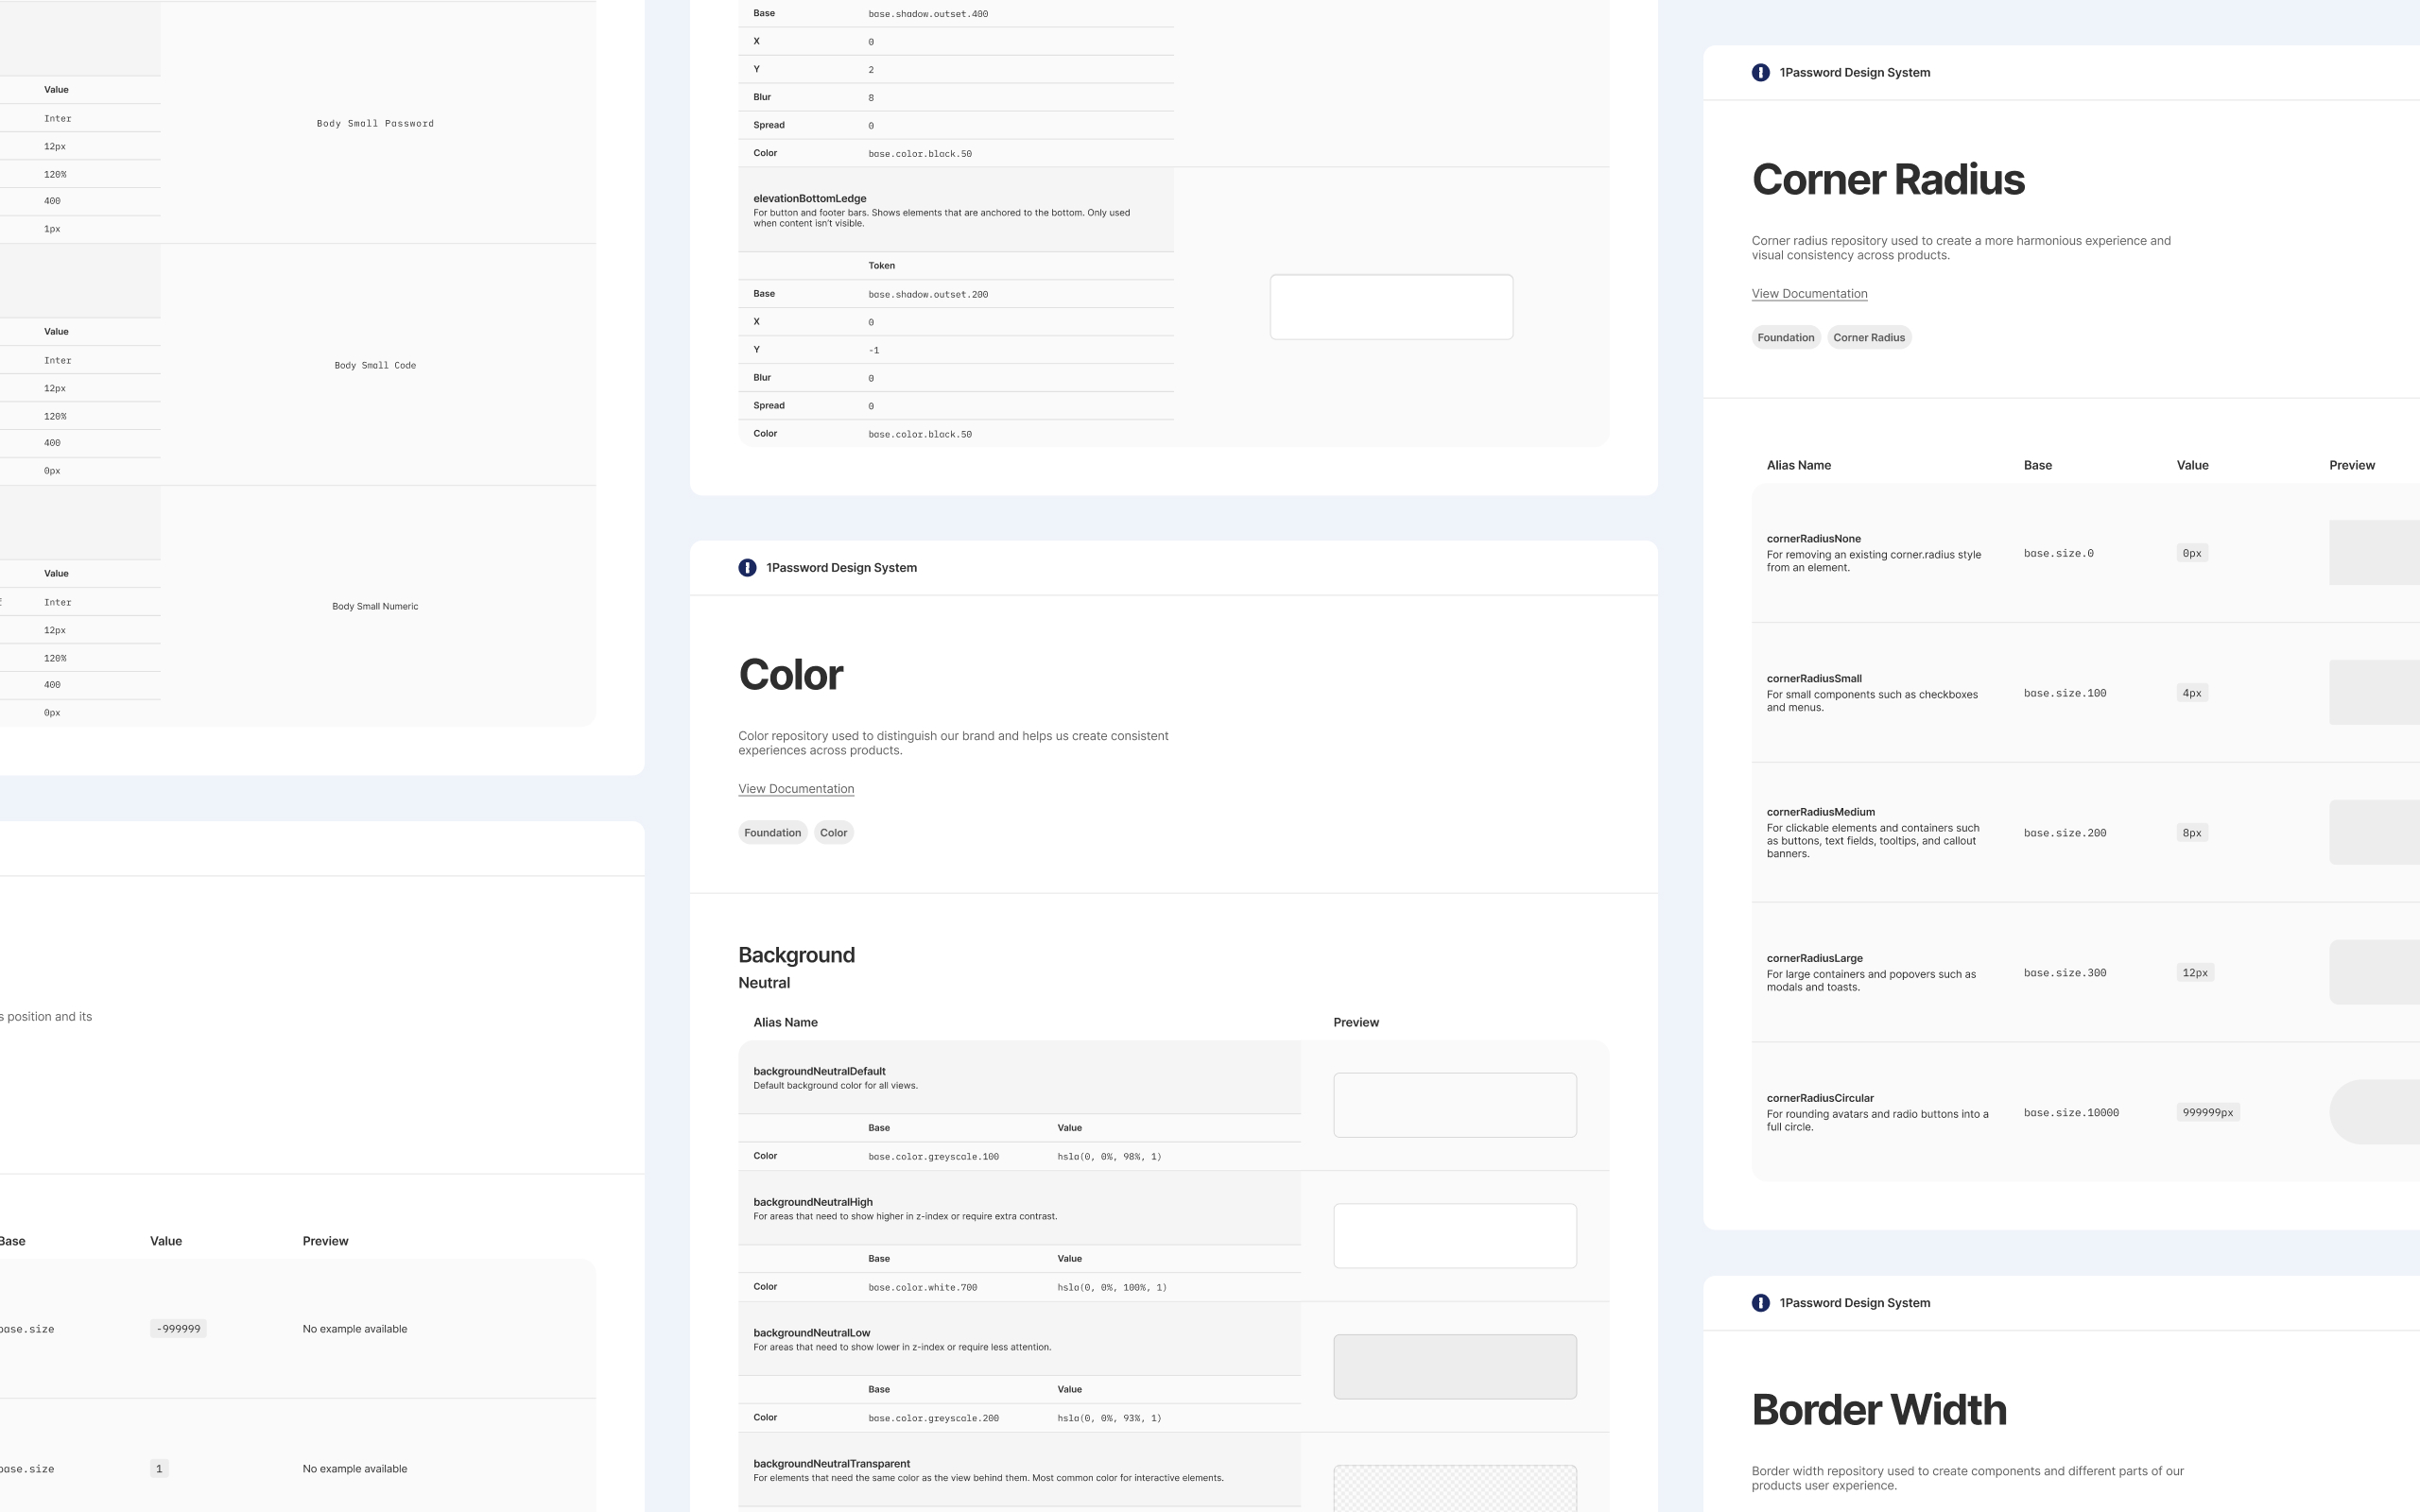 Value
Inter
12px
120%
400
1px
Body Small Password
Value
Inter
12px
120%
400
0px
Body Small Code
Value
Inter
12px
120%
400
0px
Body Small Numeric
s position and its
Base Value Preview
base.size -999999 No example available
base.size 1 No example available
Base base.shadow.outset.400
X 0
Y 2
Blur 8
Spread 0
Color base.color.black.50
elevationBottomLedge
For button and footer bars. Shows elements that are anchored to the bottom. Only used
when content isn't visible.
Token
Base base.shadow.outset.200
X 0
Y -1
Blur 0
Spread 0
Color base.color.black.50
1Password Design System
Color
Color repository used to distinguish our brand and helps us create consistent
experiences across products.
View Documentation
Foundation Color
Background
Neutral
Alias Name Preview
backgroundNeutralDefault
Default background color for all views.
Base Value
Color base.color.greyscale.100 hsla(0, 0%, 98%, 1)
backgroundNeutralHigh
For areas that need to show higher in z-index or require extra contrast.
Base Value
Color base.color.white.700 hsla(0, 0%, 100%, 1)
backgroundNeutralLow
For areas that need to show lower in z-index or require less attention.
Base Value
Color base.color.greyscale.200 hsla(0, 0%, 93%, 1)
backgroundNeutralTransparent
For elements that need the same color as the view behind them. Most common color for interactive elements.
1Password Design System
Corner Radius
Corner radius repository used to create a more harmonious experience and
visual consistency across products.
View Documentation
Foundation Corner Radius
Alias Name Base Value Preview
cornerRadiusNone
For removing an existing corner.radius style
from an element.
base.size.0 0px
cornerRadiusSmall
For small components such as checkboxes
and menus.
base.size.100 4px
cornerRadiusMedium
For clickable elements and containers such
as buttons, text fields, tooltips, and callout
banners.
base.size.200 8px
cornerRadiusLarge
For large containers and popovers such as
modals and toasts.
base.size.300 12px
cornerRadiusCircular
For rounding avatars and radio buttons into a
full circle.
base.size.10000 999999px
1Password Design System
Border Width
Border width repository used to create components and different parts of our
products user experience.